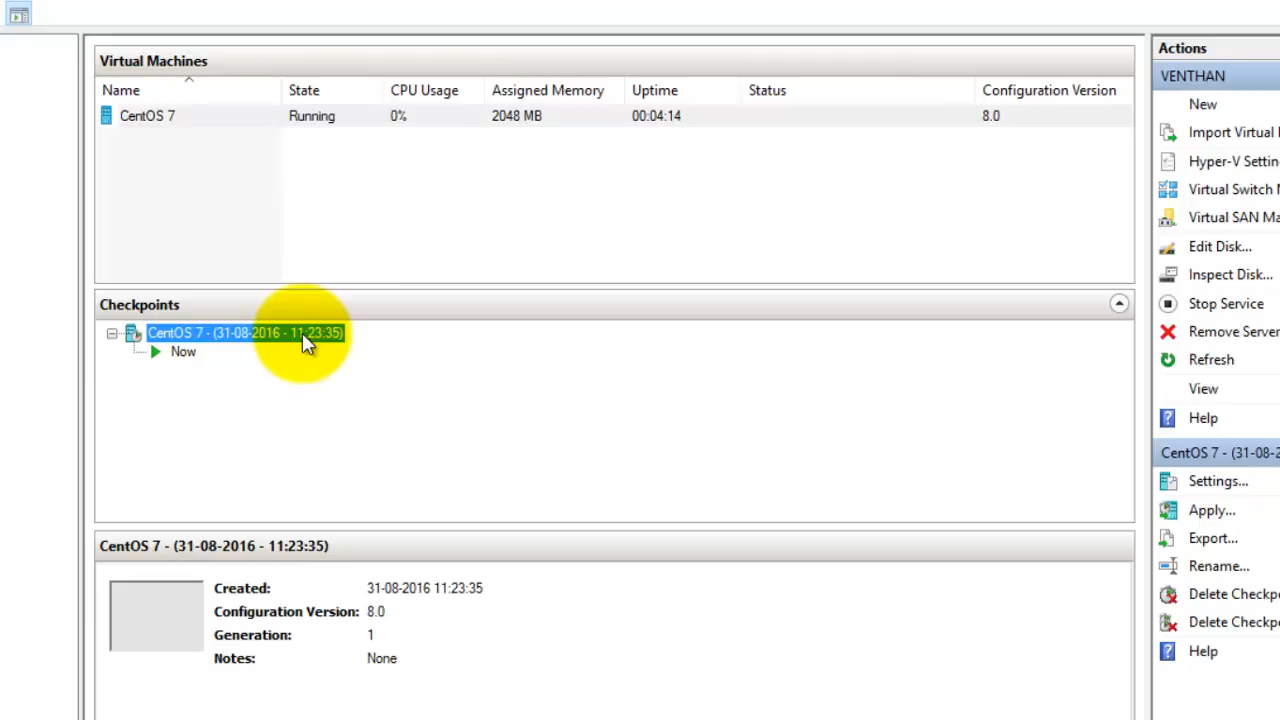 Virtual Machines
Name State CPU Usage Assigned Memory Uptime Status Configuration Version
CentOS 7 Running 0% 2048 MB 00:04:14 8.0
Checkpoints
CentOS 7 - (31-08-2016 - 11:23:35)
Now
CentOS 7 - (31-08-2016 - 11:23:35)
Created: 31-08-2016 11:23:35
Configuration Version: 8.0
Generation: 1
Notes: None
Actions
VENTHAN
New
Import Virtual
Hyper-V Settin
Virtual Switch
Virtual SAN Ma
Edit Disk...
Inspect Disk...
Stop Service
Remove Server
Refresh
View
Help
CentOS 7 - (31-08-2
Settings...
Apply...
Export...
Rename...
Delete Checkpo
Delete Checkpo
Help